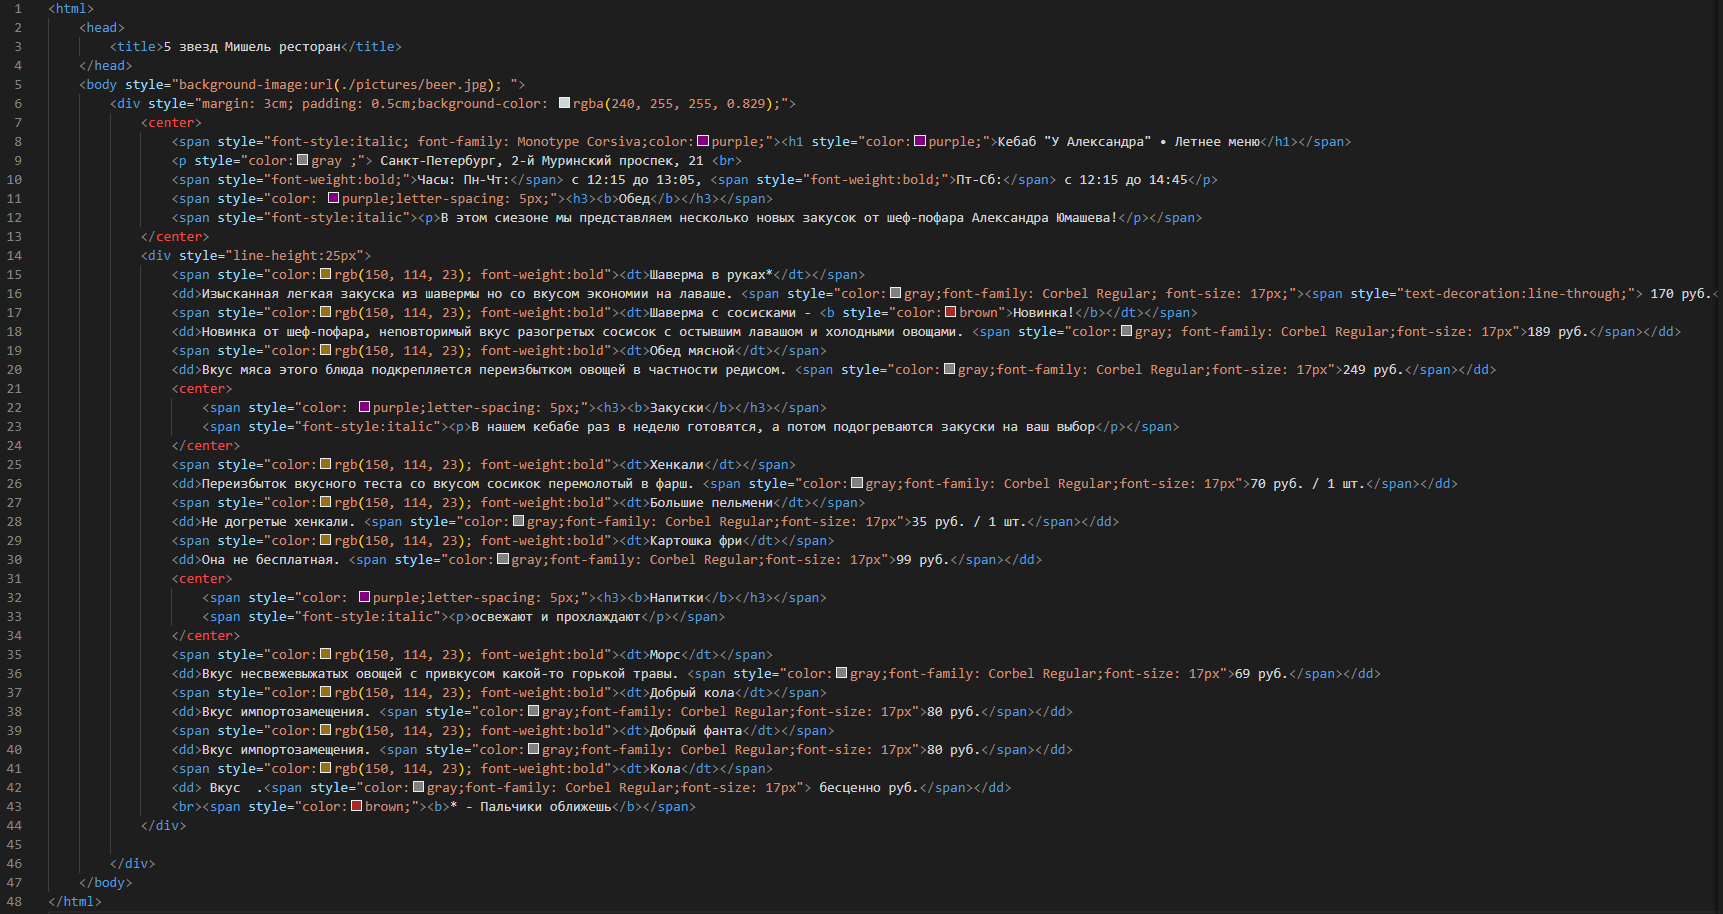 1 <html>
2 <head>
3 <title>5 звезд Мишель ресторан</title>
4 </head>
5 <body style="background-image:url(./pictures/beer.jpg); ">
6 <div style="margin: 3cm; padding: 0.5cm;background-color: rgba(240, 255, 255, 0.829);">
7 <center>
8 <span style="font-style:italic; font-family: Monotype Corsiva;color:purple;"><h1 style="color:purple;">Кебаб "У Александра" • Летнее меню</h1></span>
9 <p style="color:gray ;"> Санкт-Петербург, 2-й Муринский проспек, 21 <br>
10 <span style="font-weight:bold;">Часы: Пн-Чт:</span> с 12:15 до 13:05, <span style="font-weight:bold;">Пт-Сб:</span> с 12:15 до 14:45</p>
11 <span style="color: purple;letter-spacing: 5px;"><h3><b>Обед</b></h3></span>
12 <span style="font-style:italic"><p>В этом сиезоне мы представляем несколько новых закусок от шеф-пофара Александра Юмашева!</p></span>
13 </center>
14 <div style="line-height:25px">
15 <span style="color:rgb(150, 114, 23); font-weight:bold"><dt>Шаверма в руках*</dt></span>
16 <dd>Изысканная легкая закуска из шавермы но со вкусом экономии на лаваше. <span style="color:gray;font-family: Corbel Regular; font-size: 17px;"><span style="text-decoration:line-through;"> 170 руб.<
17 <span style="color:rgb(150, 114, 23); font-weight:bold"><dt>Шаверма с сосисками - <b style="color:brown">Новинка!</b></dt></span>
18 <dd>Новинка от шеф-пофара, неповторимый вкус разогретых сосисок с остывшим лавашом и холодными овощами. <span style="color:gray; font-family: Corbel Regular;font-size: 17px">189 руб.</span></dd>
19 <span style="color:rgb(150, 114, 23); font-weight:bold"><dt>Обед мясной</dt></span>
20 <dd>Вкус мяса этого блюда подкрепляется переизбытком овощей в частности редисом. <span style="color:gray;font-family: Corbel Regular;font-size: 17px">249 руб.</span></dd>
21 <center>
22 <span style="color: purple;letter-spacing: 5px;"><h3><b>Закуски</b></h3></span>
23 <span style="font-style:italic"><p>В нашем кебабе раз в неделю готовятся, а потом подогреваются закуски на ваш выбор</p></span>
24 </center>
25 <span style="color:rgb(150, 114, 23); font-weight:bold"><dt>Хенкали</dt></span>
26 <dd>Переизбыток вкусного теста со вкусом сосикок перемолотый в фарш. <span style="color:gray;font-family: Corbel Regular;font-size: 17px">70 руб. / 1 шт.</span></dd>
27 <span style="color:rgb(150, 114, 23); font-weight:bold"><dt>Большие пельмени</dt></span>
28 <dd>Не догретые хенкали. <span style="color:gray;font-family: Corbel Regular;font-size: 17px">35 руб. / 1 шт.</span></dd>
29 <span style="color:rgb(150, 114, 23); font-weight:bold"><dt>Картошка фри</dt></span>
30 <dd>Она не бесплатная. <span style="color:gray;font-family: Corbel Regular;font-size: 17px">99 руб.</span></dd>
31 <center>
32 <span style="color: purple;letter-spacing: 5px;"><h3><b>Напитки</b></h3></span>
33 <span style="font-style:italic"><p>освежают и прохлаждают</p></span>
34 </center>
35 <span style="color:rgb(150, 114, 23); font-weight:bold"><dt>Морс</dt></span>
36 <dd>Вкус несвежевыжатых овощей с привкусом какой-то горькой травы. <span style="color:gray;font-family: Corbel Regular;font-size: 17px">69 руб.</span></dd>
37 <span style="color:rgb(150, 114, 23); font-weight:bold"><dt>Добрый кола</dt></span>
38 <dd>Вкус импортозамещения. <span style="color:gray;font-family: Corbel Regular;font-size: 17px">80 руб.</span></dd>
39 <span style="color:rgb(150, 114, 23); font-weight:bold"><dt>Добрый фанта</dt></span>
40 <dd>Вкус импортозамещения. <span style="color:gray;font-family: Corbel Regular;font-size: 17px">80 руб.</span></dd>
41 <span style="color:rgb(150, 114, 23); font-weight:bold"><dt>Кола</dt></span>
42 <dd> Вкус  .<span style="color:gray;font-family: Corbel Regular;font-size: 17px"> бесценно руб.</span></dd>
43 <br><span style="color:brown;"><b>* - Пальчики оближешь</b></span>
44 </div>
45
46 </div>
47 </body>
48 </html>